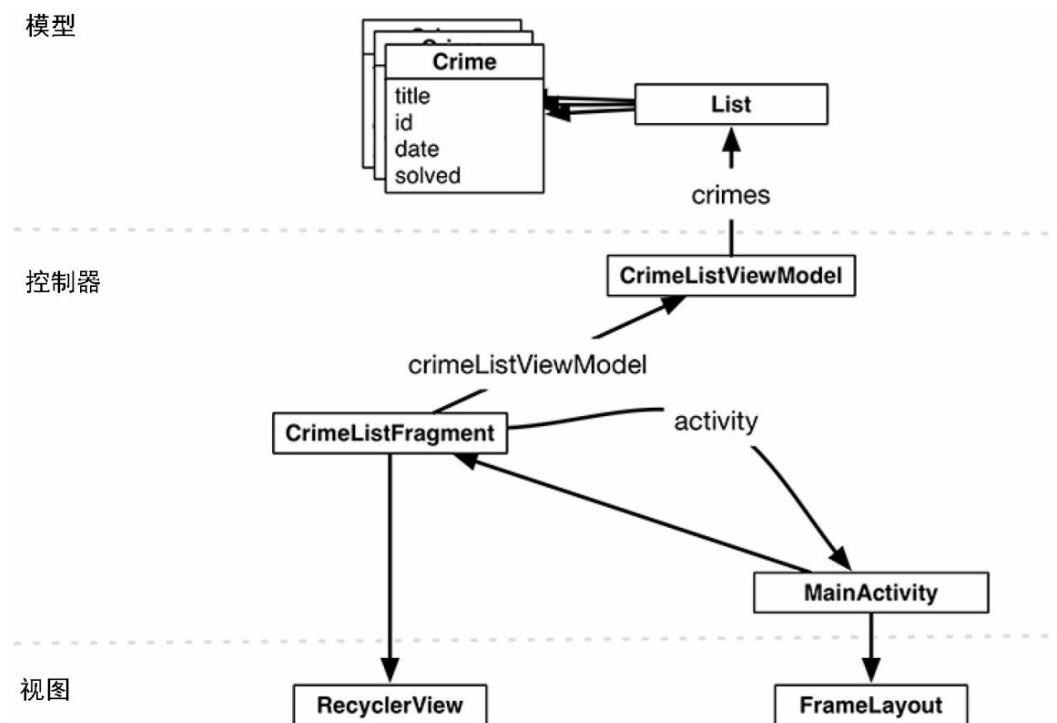 模型
Crime
title
id
date
solved
List
crimes
控制器
CrimeListViewModel
crimeListViewModel
CrimeListFragment
activity
MainActivity
视图
RecyclerView
FrameLayout